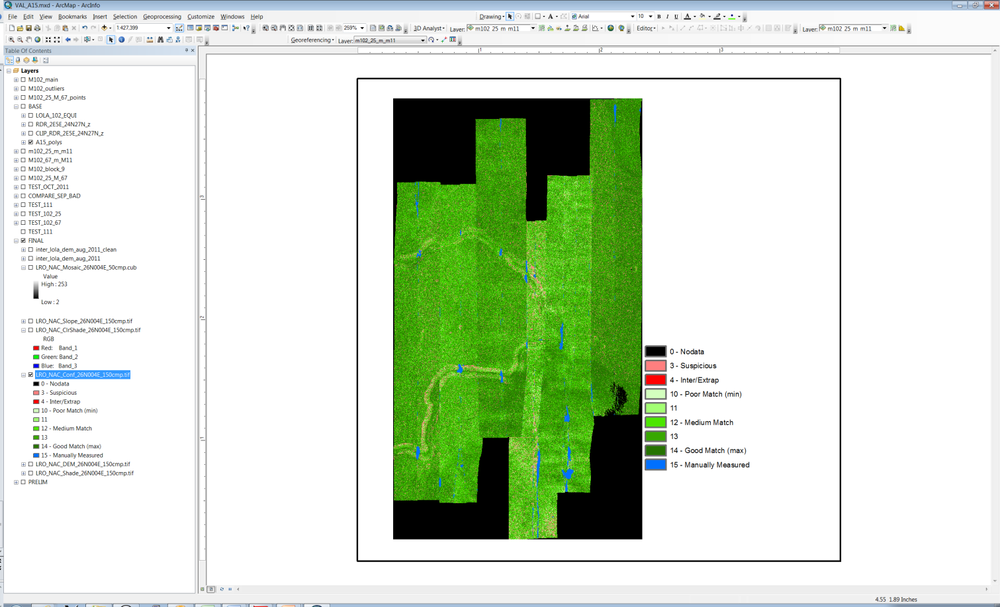 VAL_A15.mxd - ArcMap - ArcInfo
File Edit View Bookmarks Insert Selection Geoprocessing Customize Windows Help
Drawing Arial 10 B I U A
1:427,399 259% 3D Analyst Layer: m102 25 m m11 Editor Layer: m102 25 m m11
Georeferencing Layer: m102_25_m_m11
Table Of Contents
Layers
M102_main
M102_outliers
M102_25_M_67_points
BASE
LOLA_102_EQUI
RDR_2E5E_24N27N_z
CLIP_RDR_2E5E_24N27N_z
A15_polys
m102_25_m_m11
M102_67_m_M11
M102_block_9
M102_25_M_67
TEST_OCT_2011
COMPARE_SEP_BAD
TEST_111
TEST_102_25
TEST_102_67
TEST_111
FINAL
inter_lola_dem_aug_2011_clean
inter_lola_dem_aug_2011
LRO_NAC_Mosaic_26N004E_50cmp.cub
Value
High : 253
Low : 2
LRO_NAC_Slope_26N004E_150cmp.tif
LRO_NAC_ClrShade_26N004E_150cmp.tif
RGB
Red: Band_1
Green: Band_2
Blue: Band_3
LRO_NAC_Conf_26N004E_150cmp.tif
0 - Nodata
3 - Suspicious
4 - Inter/Extrap
10 - Poor Match (min)
11
12 - Medium Match
13
14 - Good Match (max)
15 - Manually Measured
LRO_NAC_DEM_26N004E_150cmp.tif
LRO_NAC_Shade_26N004E_150cmp.tif
PRELIM
1 2 3
3
2
1
0 - Nodata
3 - Suspicious
4 - Inter/Extrap
10 - Poor Match (min)
11
12 - Medium Match
13
14 - Good Match (max)
15 - Manually Measured
4.55 1.89 Inches